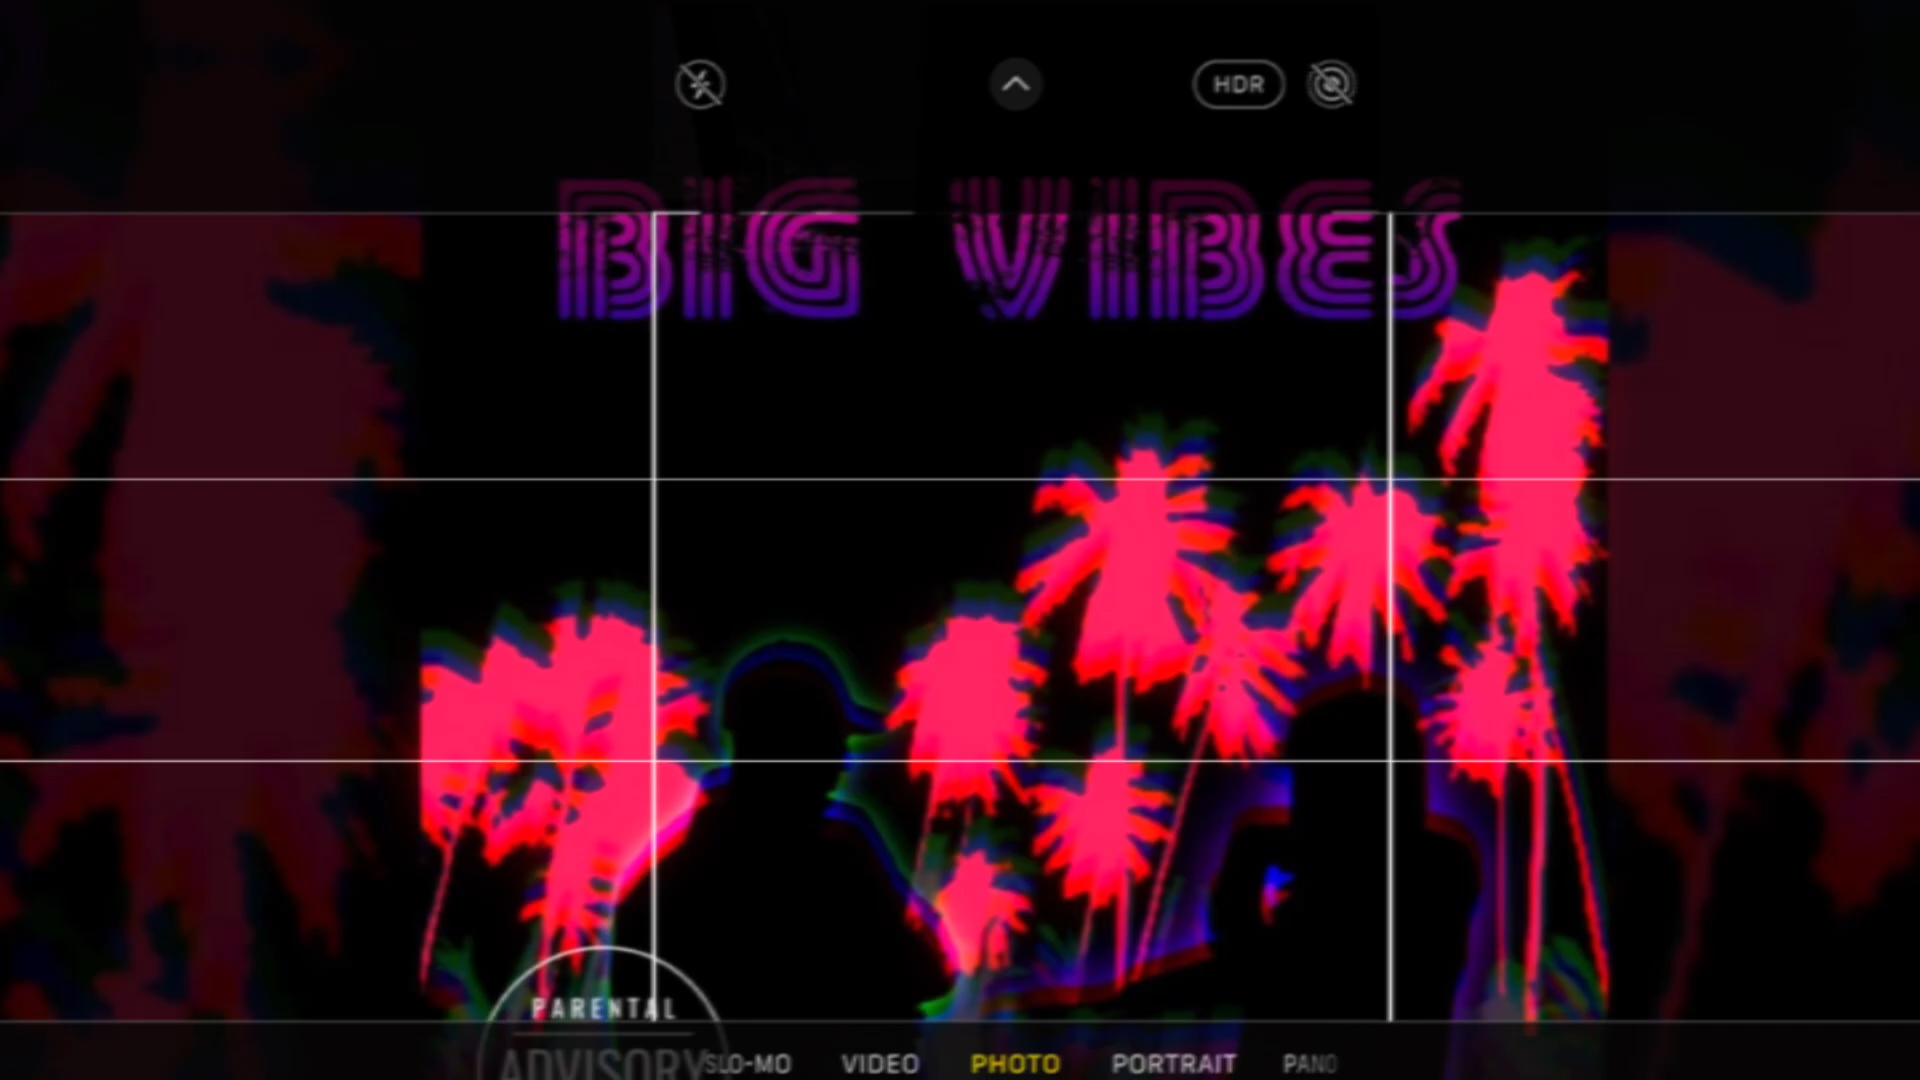 HDR
BIG VIBES
PARENTAL
ADVISORY
SLO-MO VIDEO PHOTO PORTRAIT PANO